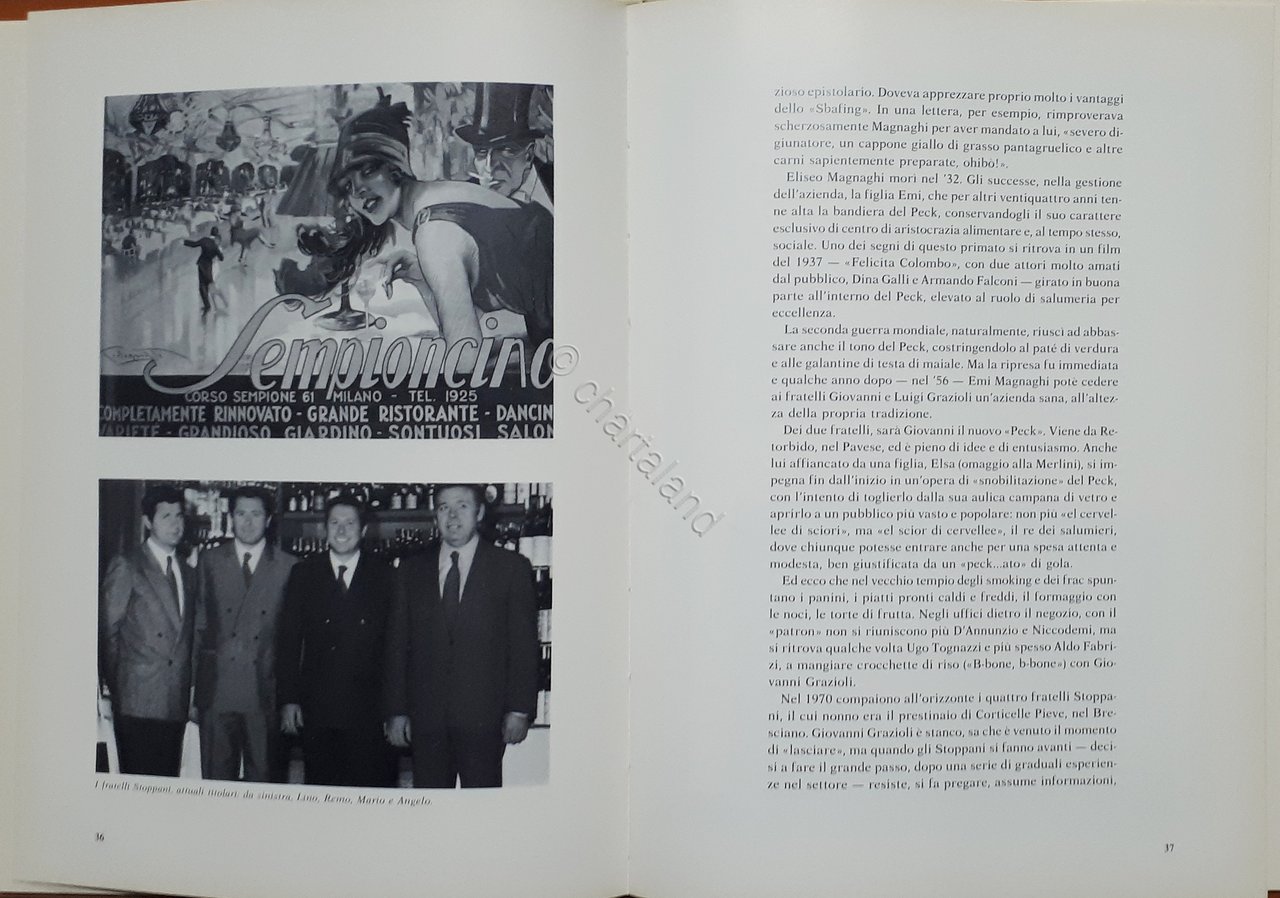 Sempioncino
CORSO SEMPIONE 61 MILANO - TEL. 1925
COMPLETAMENTE RINNOVATO - GRANDE RISTORANTE - DANCIN
VARIETE - GRANDIOSO GIARDINO - SONTUOSI SALON
I fratelli Stoppani, attuali titolari: da sinistra, Lino, Remo, Mario e Angelo.
36
zioso epistolario. Doveva apprezzare proprio molto i vantaggi
dello «Sbafing». In una lettera, per esempio, rimproverava
scherzosamente Magnaghi per aver mandato a lui, «severo di-
giunatore, un cappone giallo di grasso pantagruelico e altre
carni sapientemente preparate, ohibò!».
Eliseo Magnaghi morì nel '32. Gli successe, nella gestione
dell'azienda, la figlia Emi, che per altri ventiquattro anni ten-
ne alta la bandiera del Peck, conservandogli il suo carattere
esclusivo di centro di aristocrazia alimentare e, al tempo stesso,
sociale. Uno dei segni di questo primato si ritrova in un film
del 1937 — «Felicita Colombo», con due attori molto amati
dal pubblico, Dina Galli e Armando Falconi — girato in buona
parte all'interno del Peck, elevato al ruolo di salumeria per
eccellenza.
La seconda guerra mondiale, naturalmente, riuscì ad abbas-
sare anche il tono del Peck, costringendolo al paté di verdura
e alle galantine di testa di maiale. Ma la ripresa fu immediata
e qualche anno dopo — nel '56 — Emi Magnaghi poté cedere
ai fratelli Giovanni e Luigi Grazioli un'azienda sana, all'altez-
za della propria tradizione.
Dei due fratelli, sarà Giovanni il nuovo «Peck». Viene da Re-
torbido, nel Pavese, ed è pieno di idee e di entusiasmo. Anche
lui affiancato da una figlia, Elsa (omaggio alla Merlini), si im-
pegna fin dall'inizio in un'opera di «snobilitazione» del Peck,
con l'intento di toglierlo dalla sua aulica campana di vetro e
aprirlo a un pubblico più vasto e popolare: non più «el cervel-
lee di sciori», ma «el scior di cervellee», il re dei salumieri,
dove chiunque potesse entrare anche per una spesa attenta e
modesta, ben giustificata da un «peck...ato» di gola.
Ed ecco che nel vecchio tempio degli smoking e dei frac spun-
tano i panini, i piatti pronti caldi e freddi, il formaggio con
le noci, le torte di frutta. Negli uffici dietro il negozio, con il
«patron» non si riuniscono più D'Annunzio e Niccodemi, ma
si ritrova qualche volta Ugo Tognazzi e più spesso Aldo Fabri-
zi, a mangiare crocchette di riso («B-bone, b-bone») con Gio-
vanni Grazioli.
Nel 1970 compaiono all'orizzonte i quattro fratelli Stoppa-
ni, il cui nonno era il prestinaio di Corticelle Pieve, nel Bre-
sciano. Giovanni Grazioli è stanco, sa che è venuto il momento
di «lasciare», ma quando gli Stoppani si fanno avanti — deci-
si a fare il grande passo, dopo una serie di graduali esperien-
ze nel settore — resiste, si fa pregare, assume informazioni,
37
© chartaland